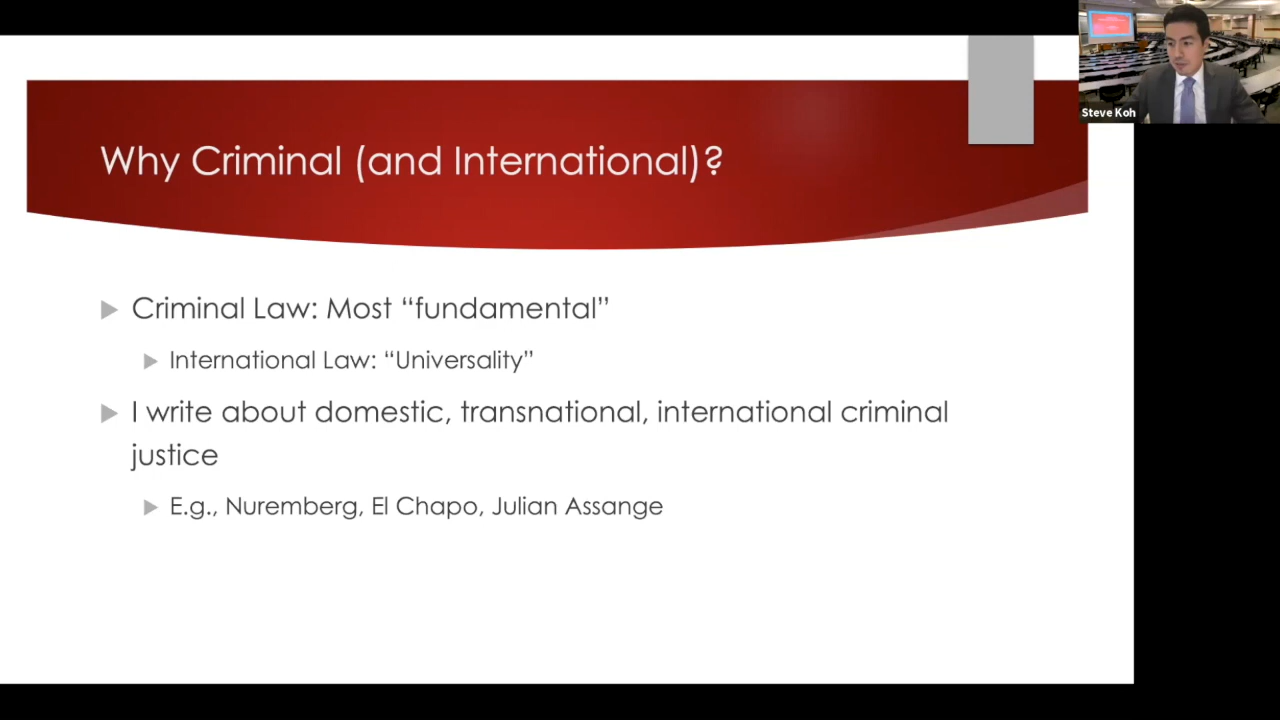 Why Criminal (and International)?
Steve Koh
Criminal Law: Most “fundamental”
International Law: “Universality”
I write about domestic, transnational, international criminal
justice
E.g., Nuremberg, El Chapo, Julian Assange